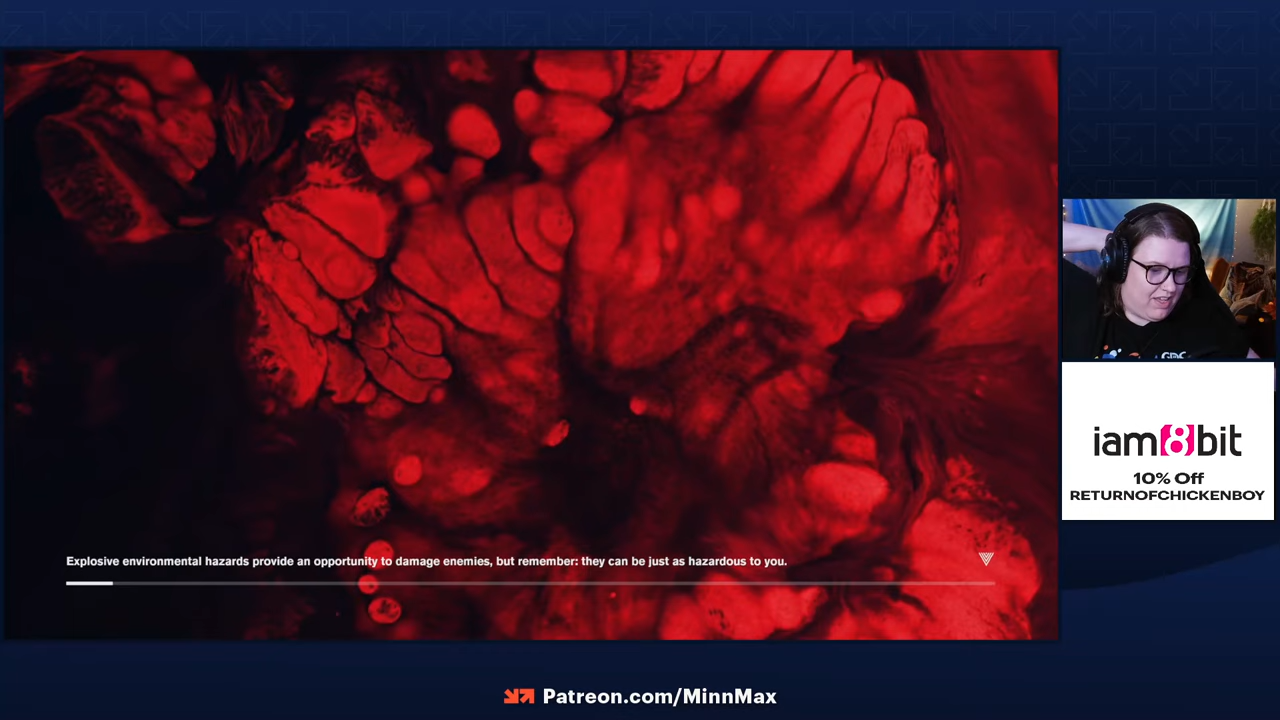 Explosive environmental hazards provide an opportunity to damage enemies, but remember: they can be just as hazardous to you.
GDC
iam8bit
10% Off
RETURNOFCHICKENBOY
Patreon.com/MinnMax